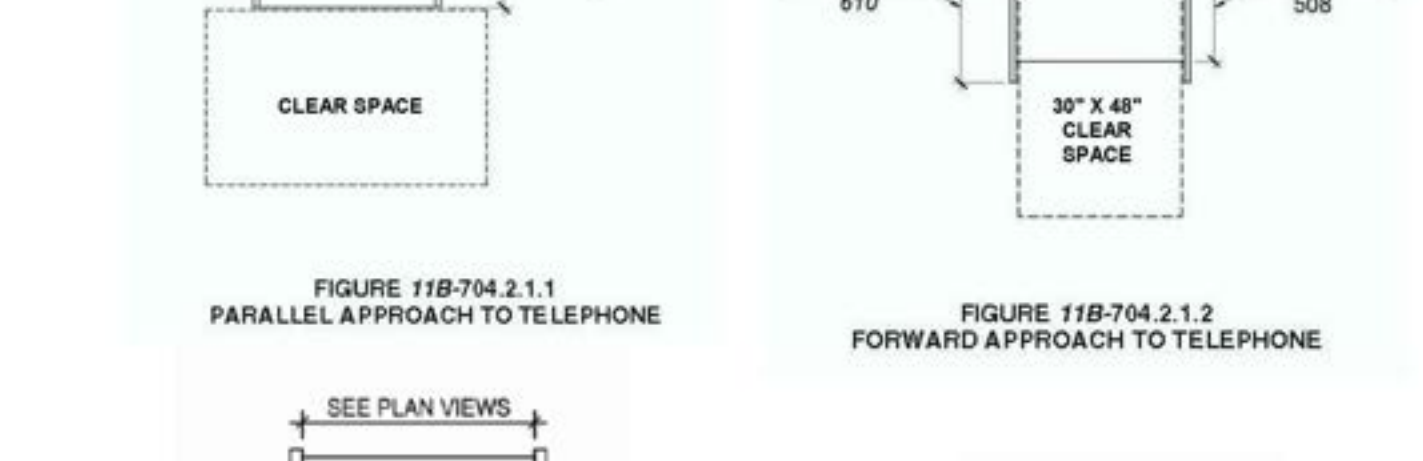 610
508
CLEAR SPACE
30" X 48"
CLEAR
SPACE
FIGURE 11B-704.2.1.1
PARALLEL APPROACH TO TELEPHONE
FIGURE 11B-704.2.1.2
FORWARD APPROACH TO TELEPHONE
SEE PLAN VIEWS